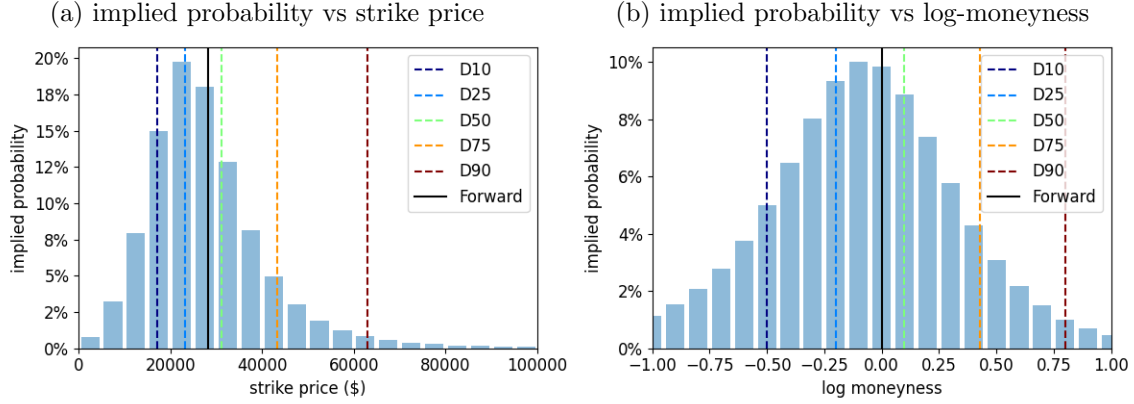 (a) implied probability vs strike price
20%
18%
15%
12%
10%
8%
5%
2%
0%
implied probability
0
20000
40000
60000
80000
100000
strike price ($)
D10
D25
D50
D75
D90
Forward
(b) implied probability vs log-moneyness
10%
8%
6%
4%
2%
0%
implied probability
−1.00
−0.75
−0.50
−0.25
0.00
0.25
0.50
0.75
1.00
log moneyness
D10
D25
D50
D75
D90
Forward